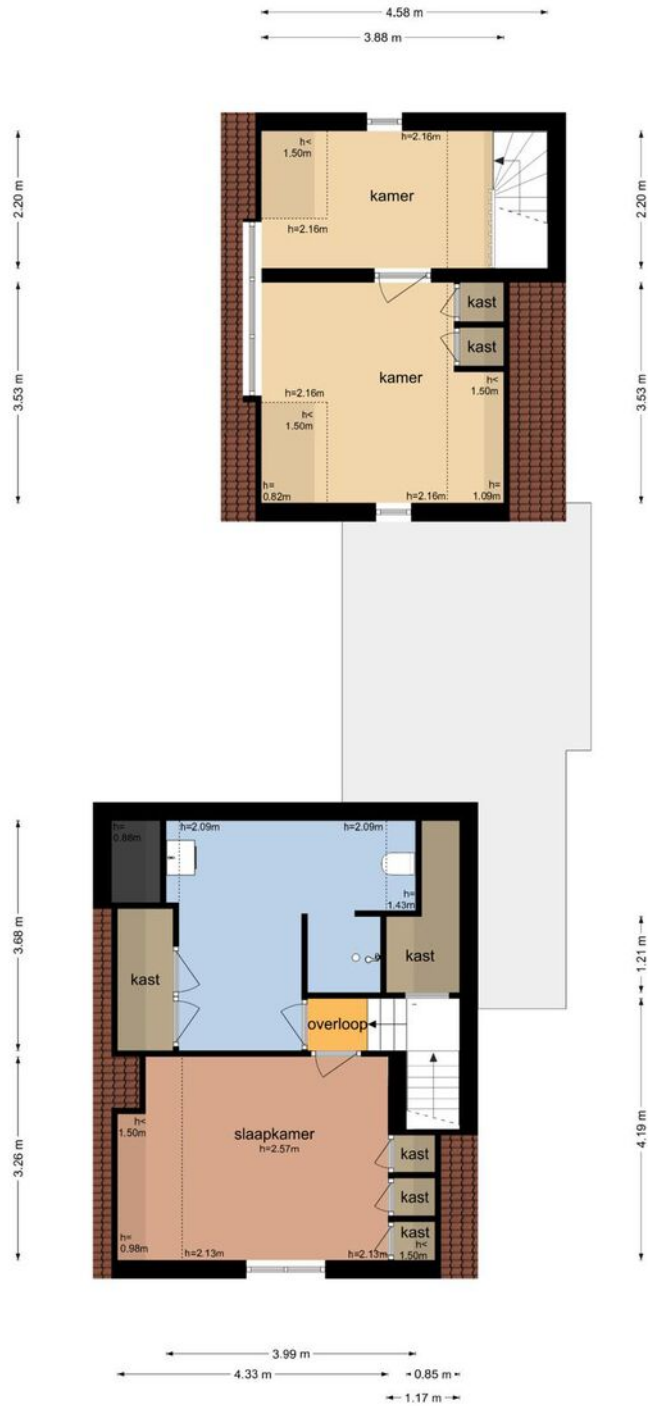 4.58 m
3.88 m
2.20 m
3.53 m
2.20 m
3.53 m
h<
1.50m
h=2.16m
kamer
h=2.16m
kast
kast
kamer
h=2.16m
h<
1.50m
h<
1.50m
h=
0.82m
h=2.16m
h=
1.09m
3.68 m
3.26 m
1.21 m
4.19 m
h=
0.86m
h=2.09m
h=2.09m
h=
1.43m
kast
kast
overloop
h<
1.50m
slaapkamer
h=2.57m
kast
kast
kast
h<
1.50m
h=
0.98m
h=2.13m
h=2.13m
3.99 m
4.33 m
0.85 m
1.17 m